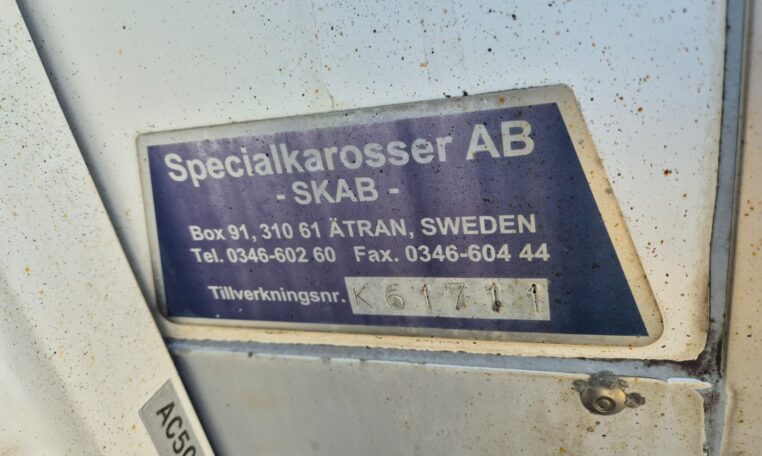 Specialkarosser AB
- SKAB -
Box 91, 310 61 ÄTRAN, SWEDEN
Tel. 0346-602 60 Fax. 0346-604 44
Tillverkningsnr. K61711